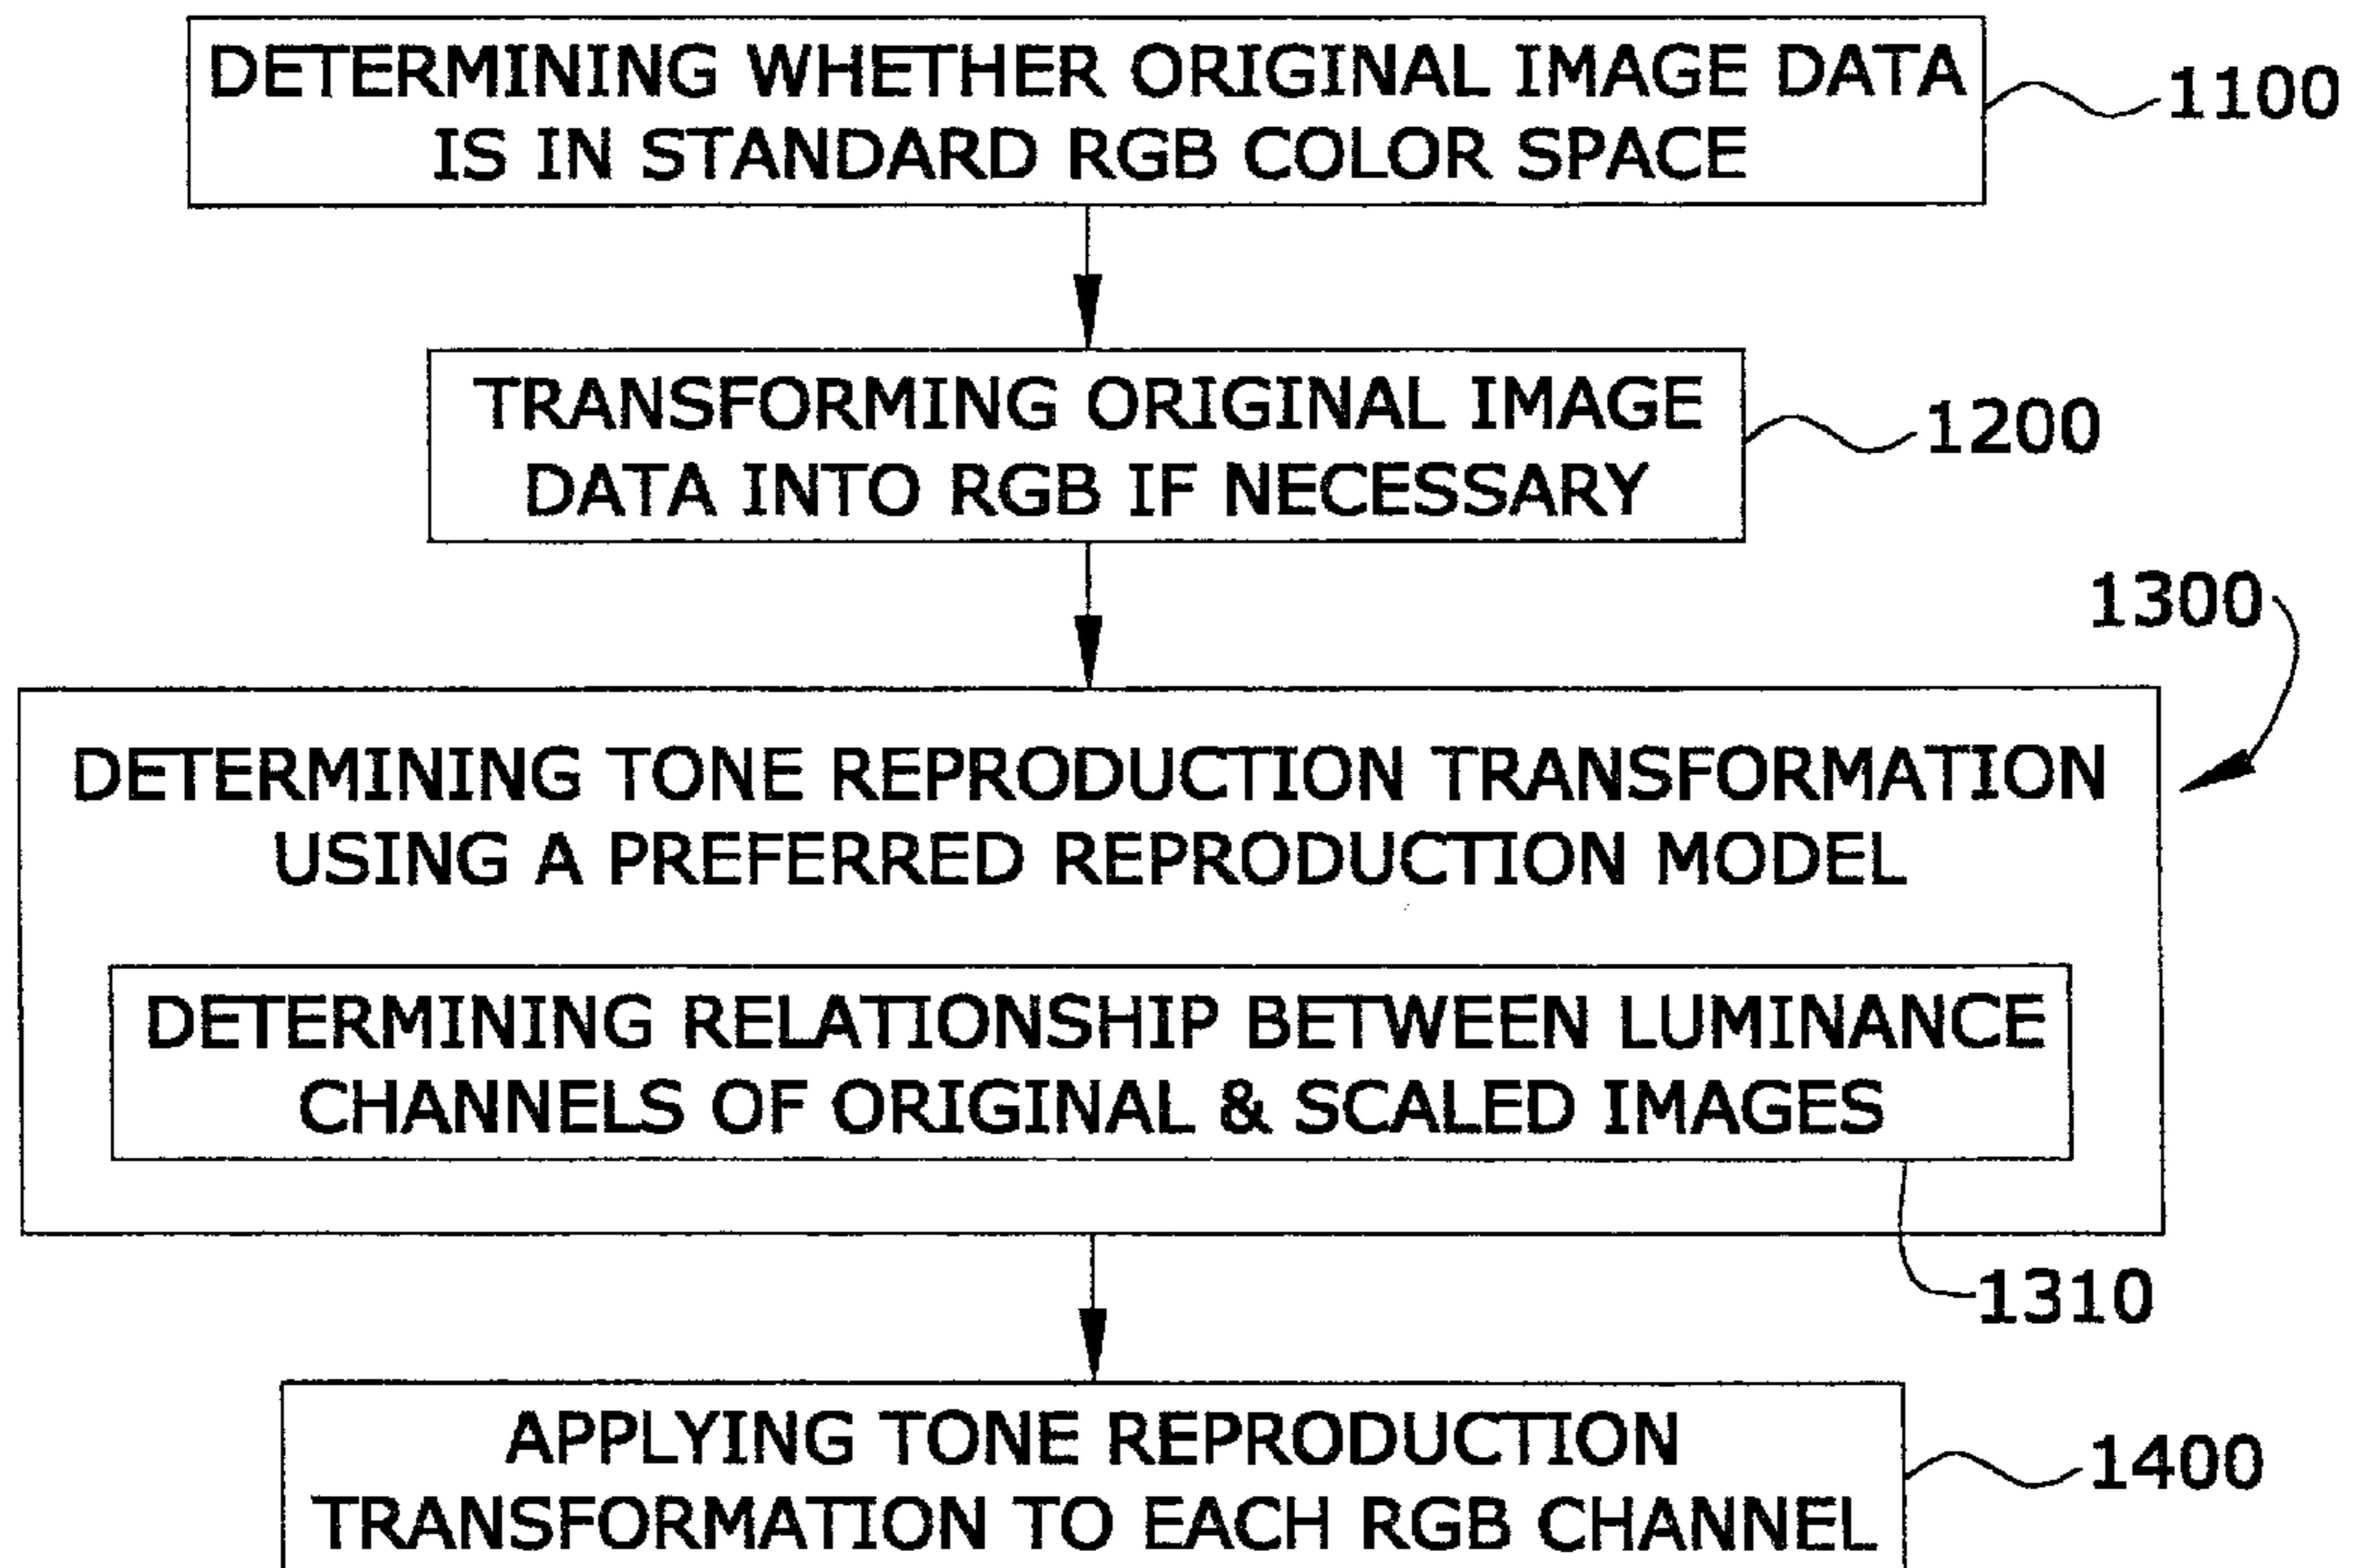 DETERMINING WHETHER ORIGINAL IMAGE DATA
IS IN STANDARD RGB COLOR SPACE
1100
TRANSFORMING ORIGINAL IMAGE
DATA INTO RGB IF NECESSARY
1200
1300
DETERMINING TONE REPRODUCTION TRANSFORMATION
USING A PREFERRED REPRODUCTION MODEL
DETERMINING RELATIONSHIP BETWEEN LUMINANCE
CHANNELS OF ORIGINAL & SCALED IMAGES
1310
APPLYING TONE REPRODUCTION
TRANSFORMATION TO EACH RGB CHANNEL
1400